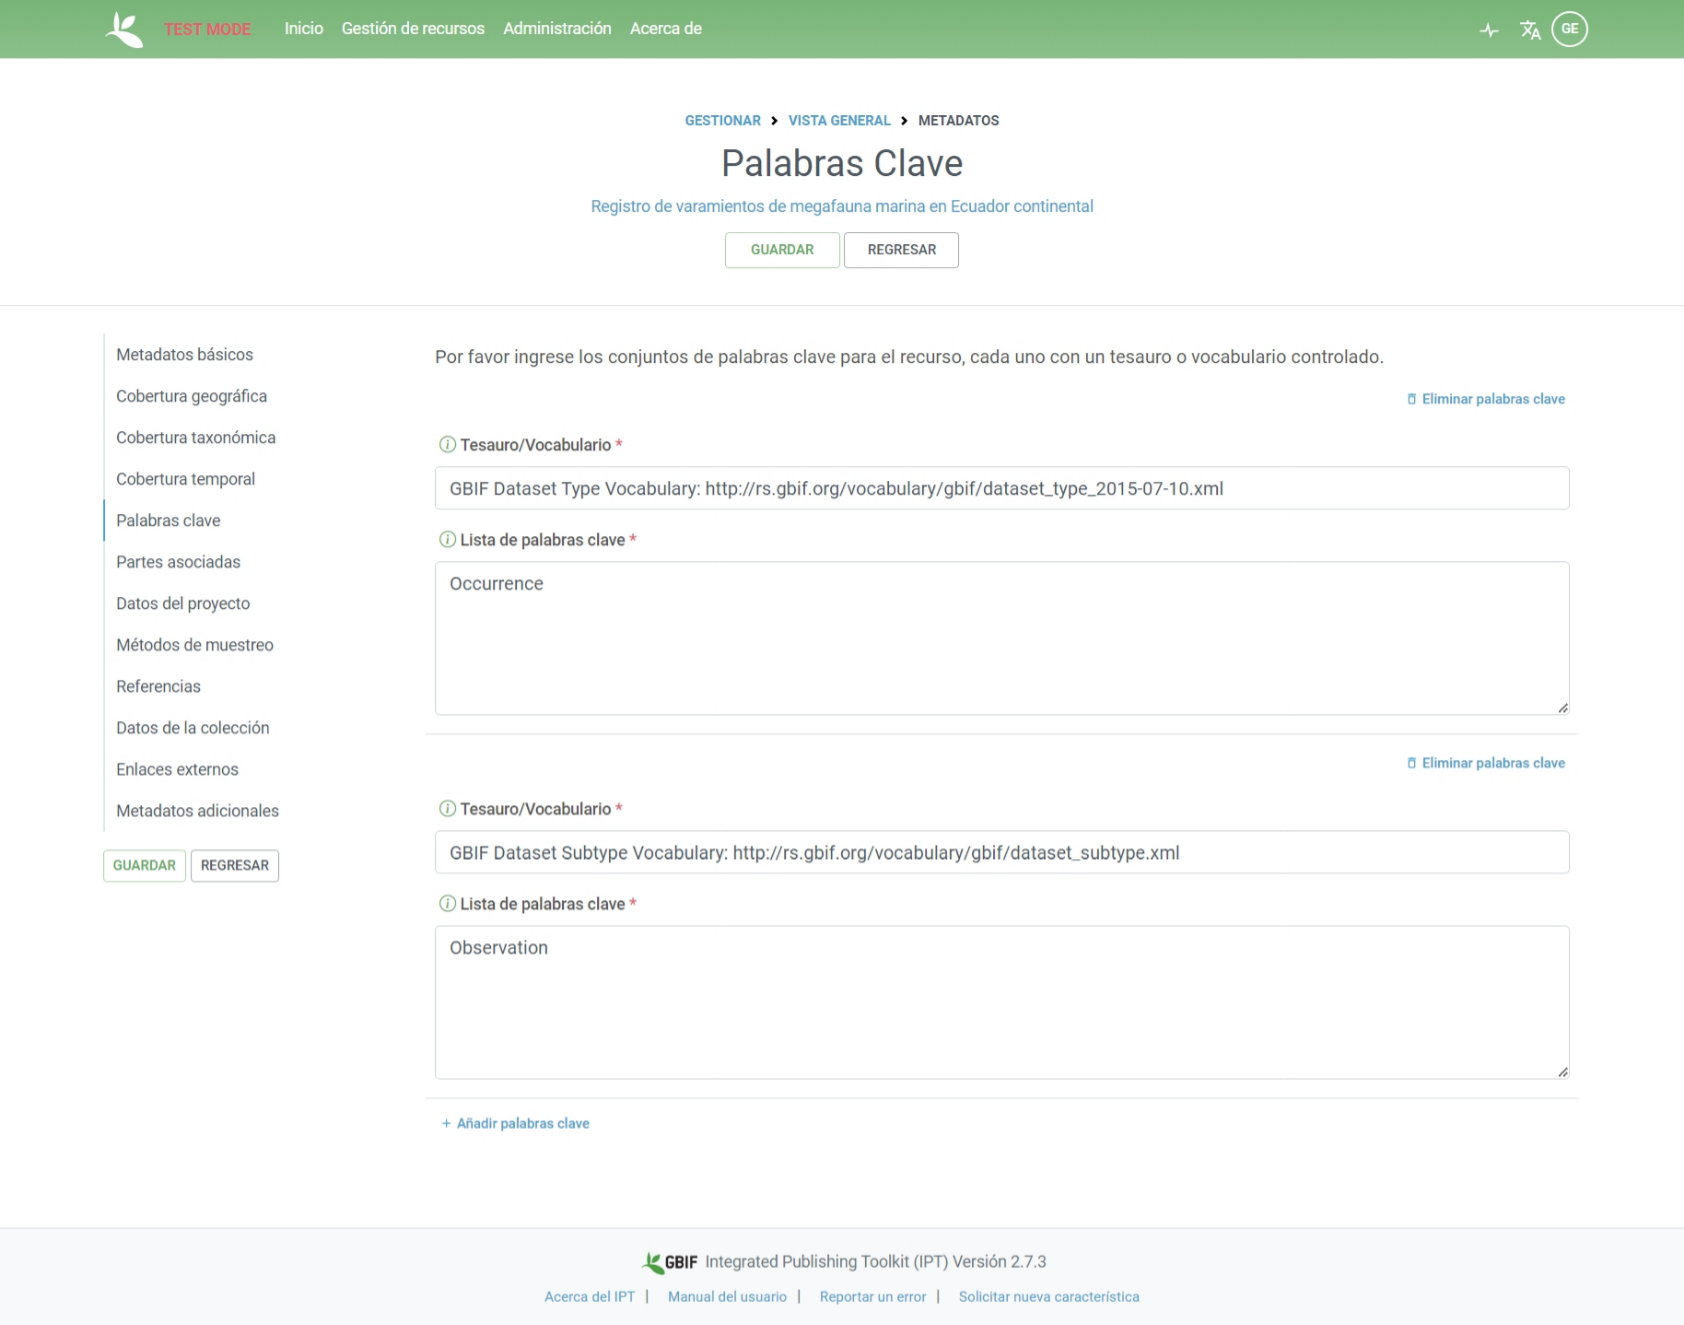 TEST MODE Inicio Gestión de recursos Administración Acerca de GE
GESTIONAR > VISTA GENERAL > METADATOS
Palabras Clave
Registro de varamientos de megafauna marina en Ecuador continental
GUARDAR REGRESAR
Metadatos básicos
Cobertura geográfica
Cobertura taxonómica
Cobertura temporal
Palabras clave
Partes asociadas
Datos del proyecto
Métodos de muestreo
Referencias
Datos de la colección
Enlaces externos
Metadatos adicionales
GUARDAR REGRESAR
Por favor ingrese los conjuntos de palabras clave para el recurso, cada uno con un tesauro o vocabulario controlado.
Eliminar palabras clave
Tesauro/Vocabulario *
GBIF Dataset Type Vocabulary: http://rs.gbif.org/vocabulary/gbif/dataset_type_2015-07-10.xml
Lista de palabras clave *
Occurrence
Eliminar palabras clave
Tesauro/Vocabulario *
GBIF Dataset Subtype Vocabulary: http://rs.gbif.org/vocabulary/gbif/dataset_subtype.xml
Lista de palabras clave *
Observation
+ Añadir palabras clave
GBIF Integrated Publishing Toolkit (IPT) Versión 2.7.3
Acerca del IPT | Manual del usuario | Reportar un error | Solicitar nueva característica